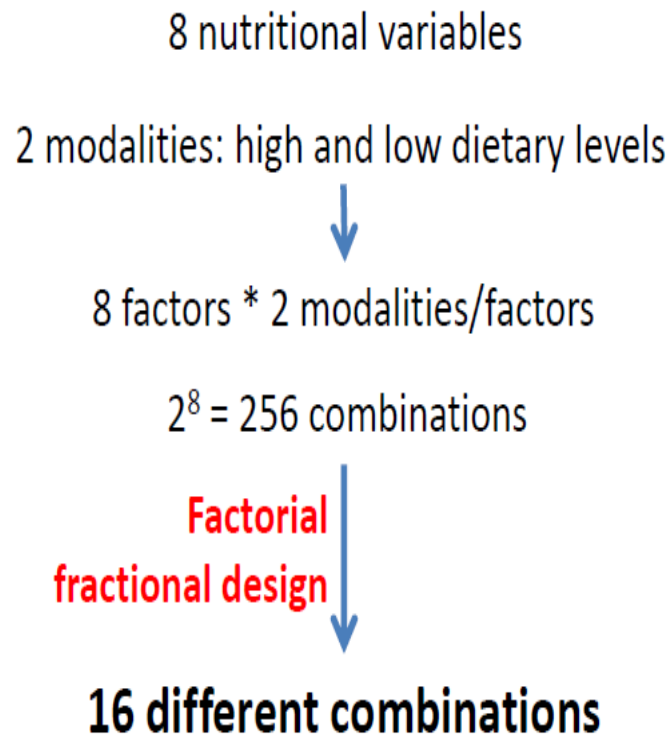 8 nutritional variables
2 modalities: high and low dietary levels
8 factors * 2 modalities/factors
2⁸ = 256 combinations
Factorial
fractional design
16 different combinations